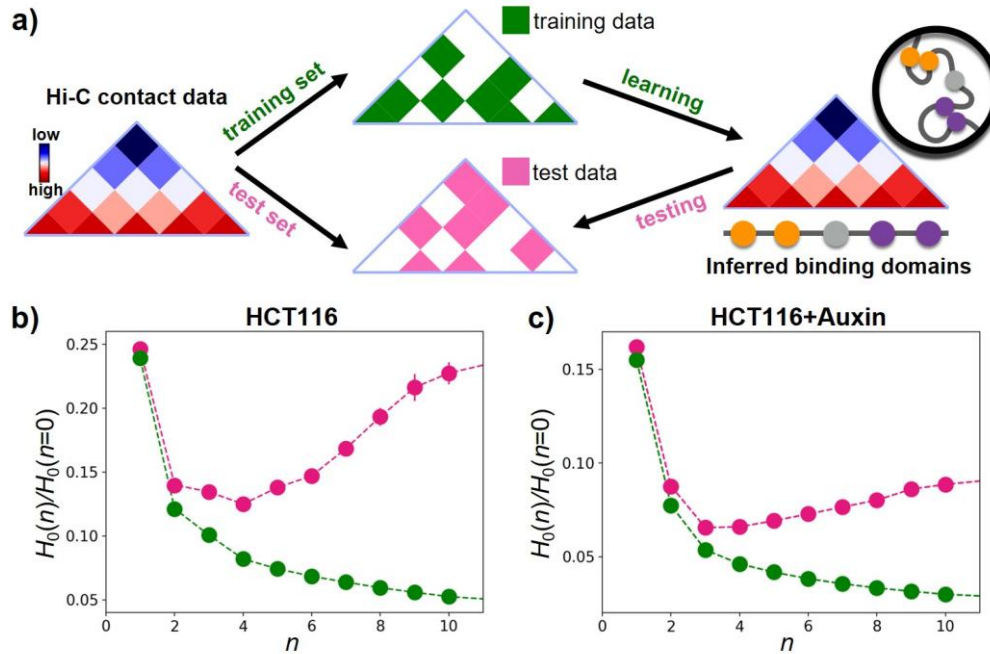 a)
training data
Hi-C contact data
training set
learning
low
high
test data
test set
testing
Inferred binding domains
b)
HCT116
H₀(n)/H₀(n=0)
0.25
0.20
0.15
0.10
0.05
0 2 4 6 8 10
n
c)
HCT116+Auxin
H₀(n)/H₀(n=0)
0.15
0.10
0.05
0 2 4 6 8 10
n